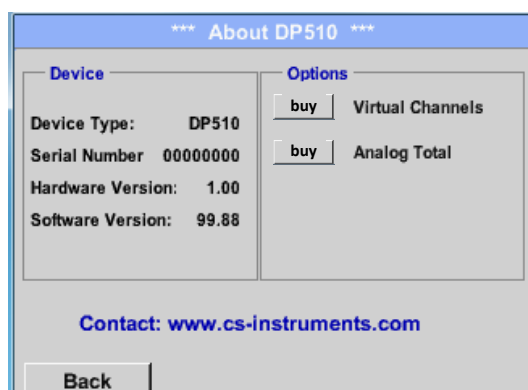 *** About DP510 ***
Device
Device Type: DP510
Serial Number 00000000
Hardware Version: 1.00
Software Version: 99.88
Options
buy Virtual Channels
buy Analog Total
Contact: www.cs-instruments.com
Back